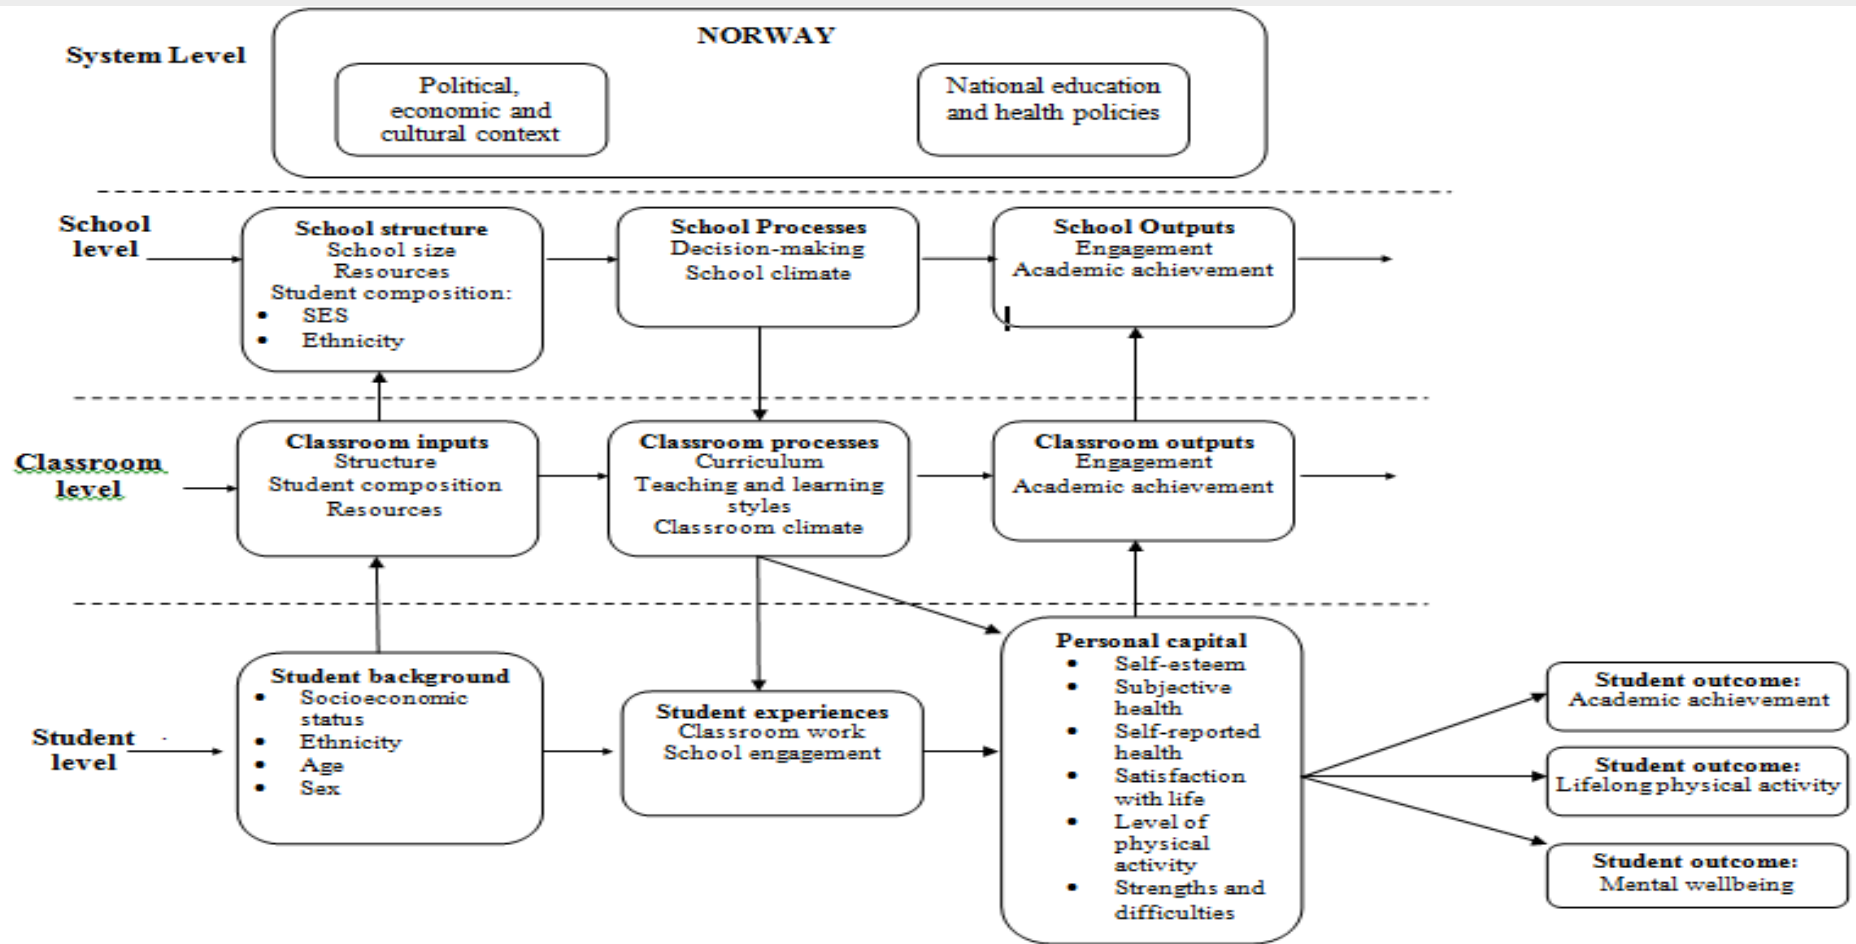 NORWAY
System Level
Political,
economic and
cultural context
National education
and health policies
School
level
School structure
School size
Resources
Student composition:
• SES
• Ethnicity
School Processes
Decision-making
School climate
School Outputs
Engagement
Academic achievement
Classroom
level
Classroom inputs
Structure
Student composition
Resources
Classroom processes
Curriculum
Teaching and learning
styles
Classroom climate
Classroom outputs
Engagement
Academic achievement
Student
level
Student background
• Socioeconomic
status
• Ethnicity
• Age
• Sex
Student experiences
Classroom work
School engagement
Personal capital
• Self-esteem
• Subjective
health
• Self-reported
health
• Satisfaction
with life
• Level of
physical
activity
• Strengths and
difficulties
Student outcome:
Academic achievement
Student outcome:
Lifelong physical activity
Student outcome:
Mental wellbeing